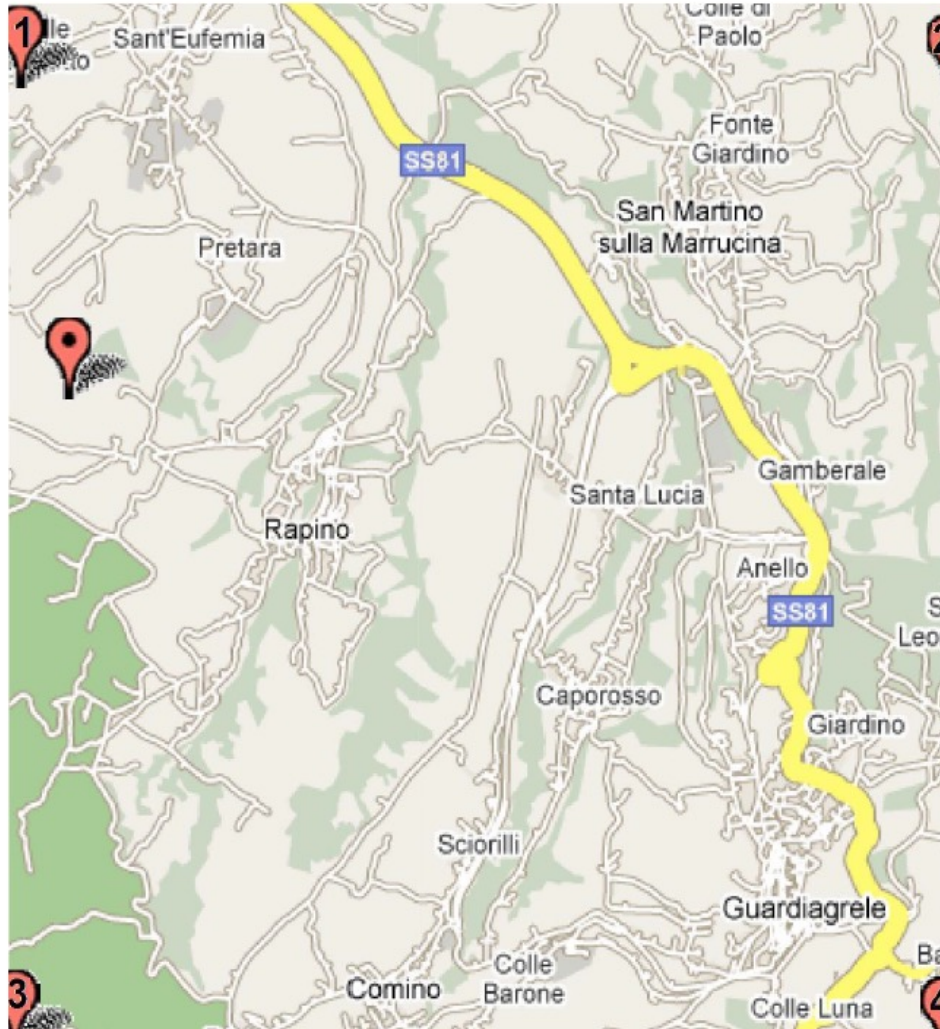 1
Colle di
Paolo
2
Sant'Eufemia
Fonte
Giardino
SS81
San Martino
sulla Marrucina
Pretara
Gamberale
Santa Lucia
Rapino
Anello
SS81
Caporosso
Giardino
Sciorilli
Guardiagrele
Colle
Barone
Comino
3
4
Colle Luna